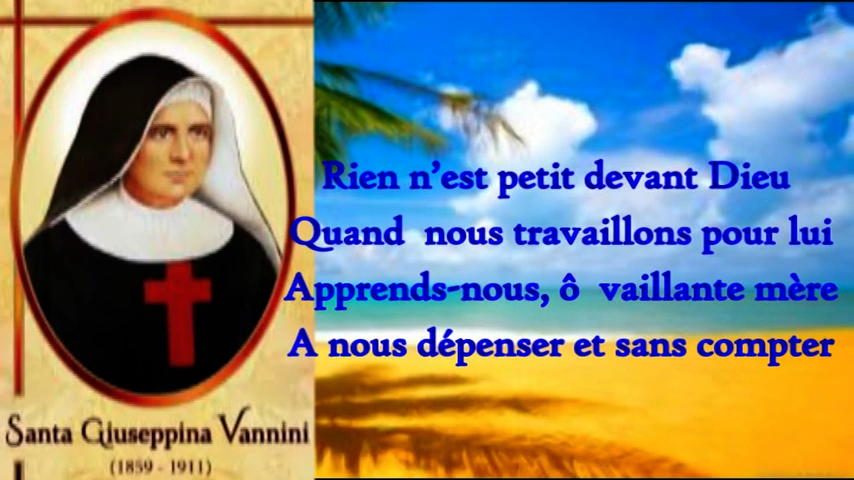 Rien n'est petit devant Dieu
Quand nous travaillons pour lui
Apprends-nous, ô vaillante mère
A nous dépenser et sans compter
Santa Giuseppina Vannini
(1859 - 1911)